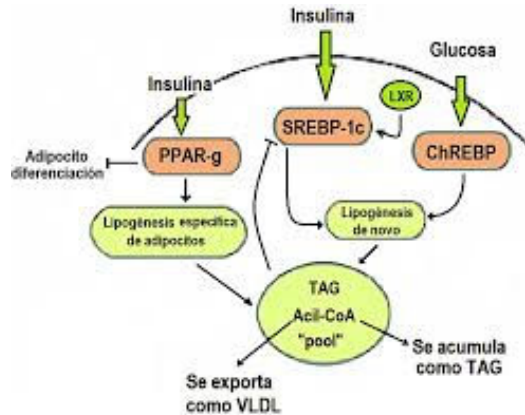 Insulina
Glucosa
Insulina
LXR
SREBP-1c
PPAR-g
ChREBP
Adipocito
diferenciación
Lipogénesis especifica
de adipocitos
Lipogénesis
de novo
TAG
Acil-CoA
"pool"
Se acumula
como TAG
Se exporta
como VLDL